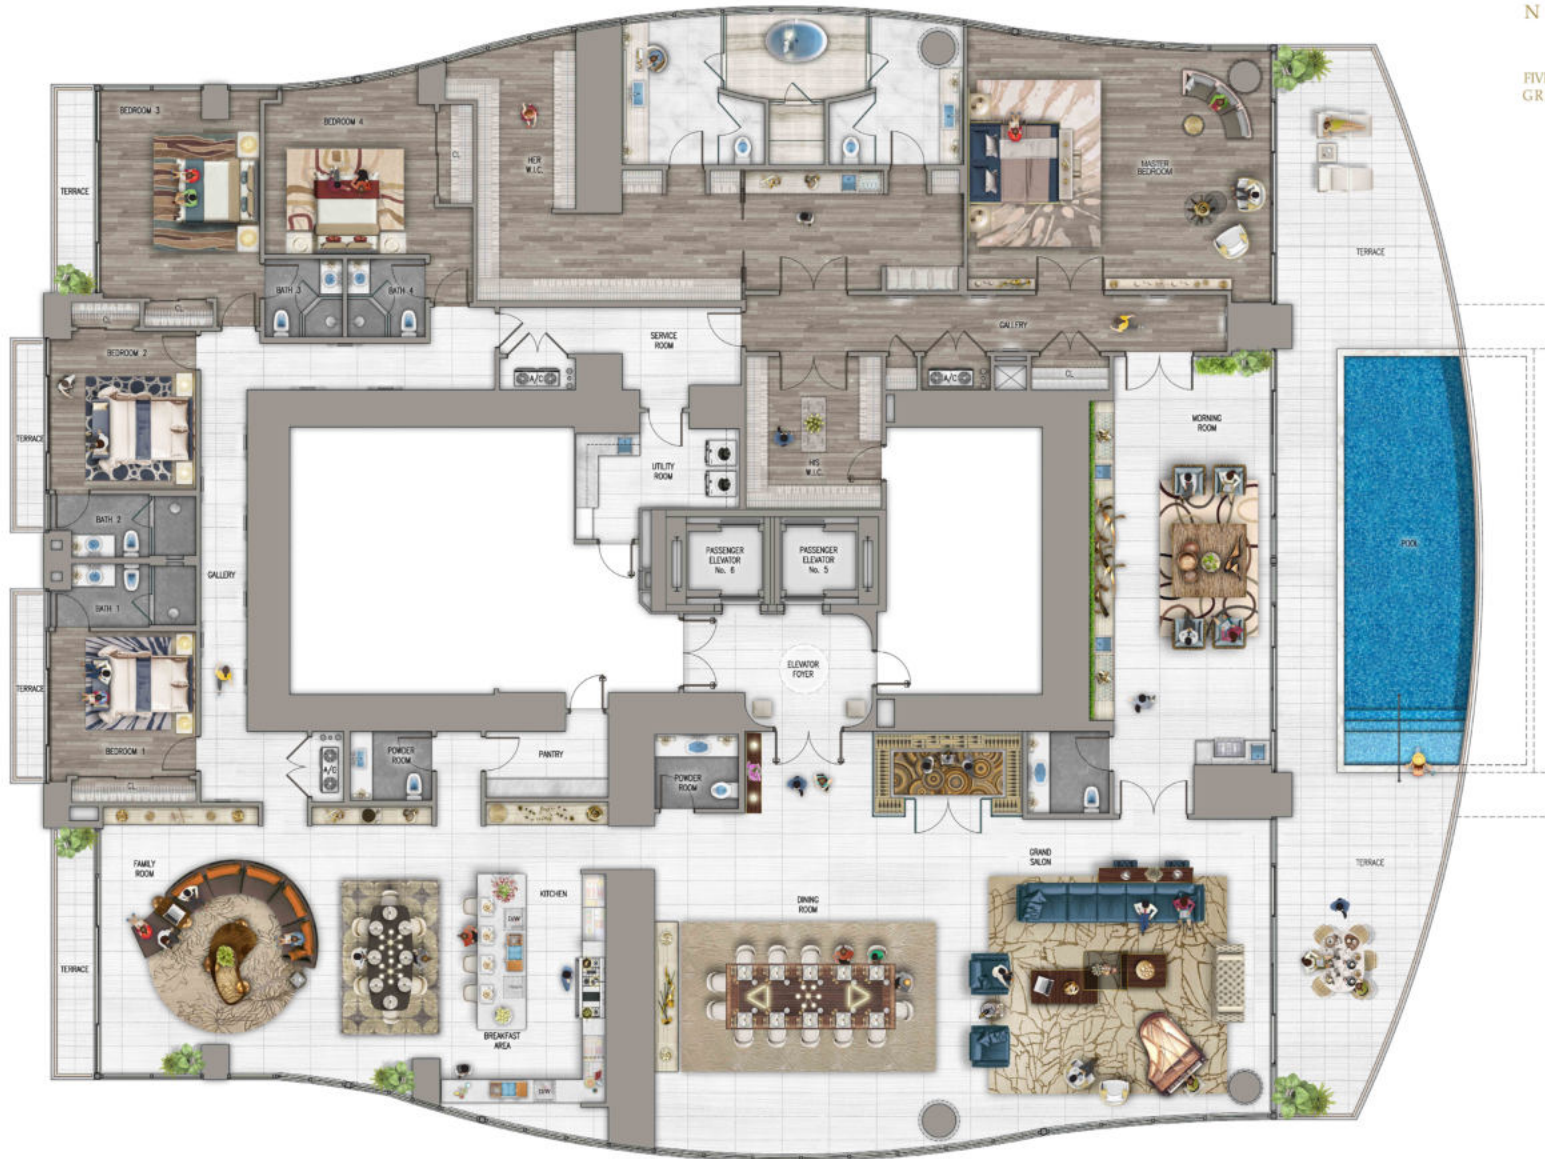 N
FIV
GR
BEDROOM 3
BEDROOM 4
CL
HER
W.I.C.
MASTER
BEDROOM
TERRACE
TERRACE
BATH 3
BATH 4
CL
CL
BEDROOM 2
SERVICE
ROOM
GALLERY
A/C
A/C
CL
MORNING
ROOM
TERRACE
UTILITY
ROOM
HIS
W.I.C.
BATH 2
PASSENGER
ELEVATOR
No. 6
PASSENGER
ELEVATOR
No. 5
POOL
GALLERY
BATH 1
ELEVATOR
FOYER
TERRACE
BEDROOM 1
A/C
POWDER
ROOM
PANTRY
POWDER
ROOM
CL
FAMILY
ROOM
KITCHEN
GRAND
SALON
TERRACE
DINING
ROOM
D/W
TERRACE
BREAKFAST
AREA
D/W